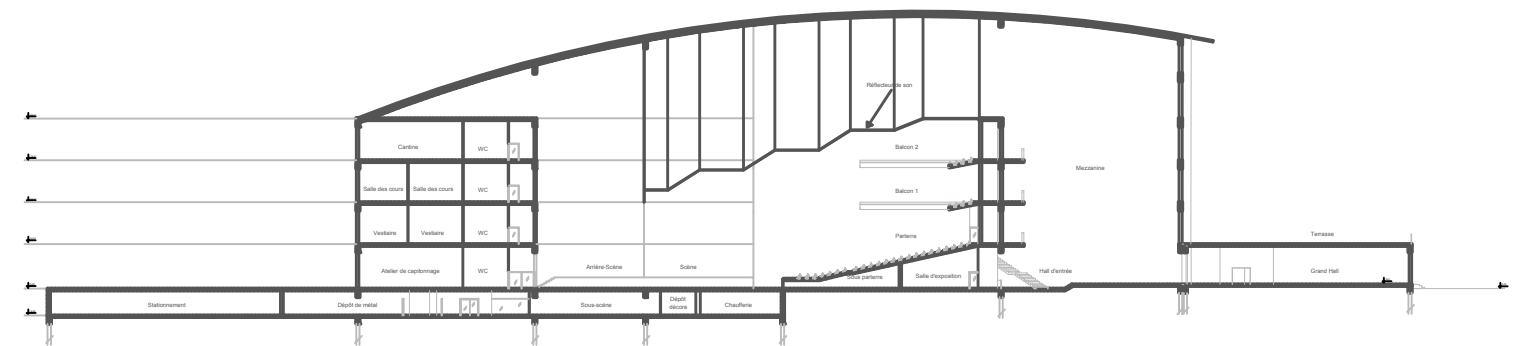 Réflecteur de son
Cantine
WC
Balcon 2
Mezzanine
Salle des cours
Salle des cours
WC
Balcon 1
Vestiaire
Vestiaire
WC
Parterre
Terrasse
Atelier de capitonnage
WC
Arrière-Scène
Scène
Sous parterre
Salle d'exposition
Hall d'entrée
Grand Hall
Stationnement
Dépôt de métal
Sous-scène
Dépôt
décore
Chaufferie